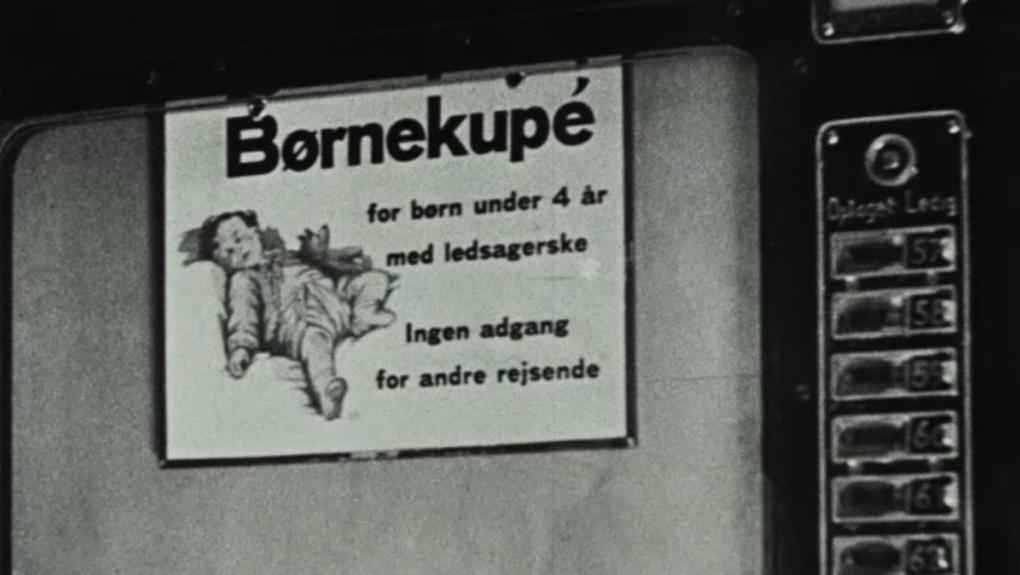 Børnekupé
for børn under 4 år
med ledsagerske
Ingen adgang
for andre rejsende
Optaget Ledig
57
58
59
60
61
62